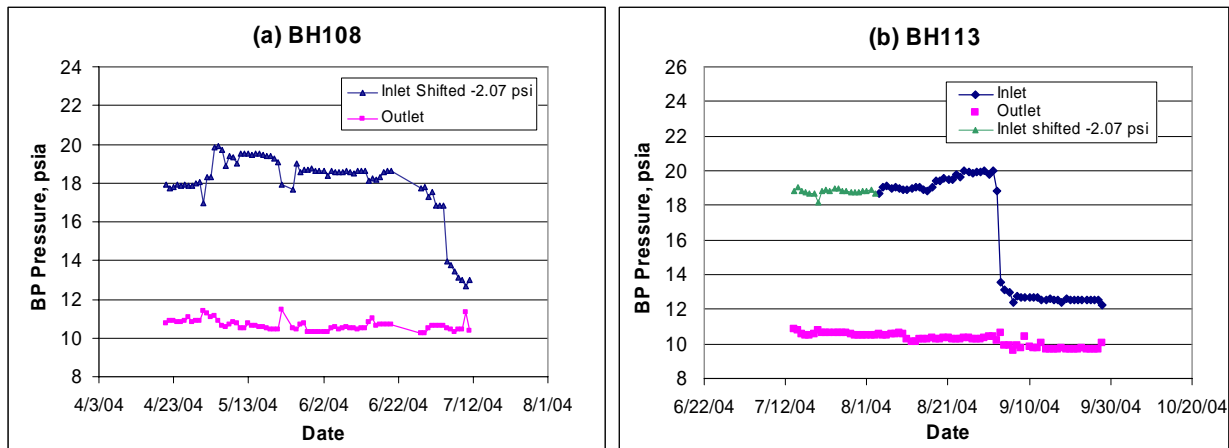 (a) BH108
24
22
20
18
16
14
12
10
8
BP Pressure, psia
Inlet Shifted -2.07 psi
Outlet
4/3/04 4/23/04 5/13/04 6/2/04 6/22/04 7/12/04 8/1/04
Date
(b) BH113
26
24
22
20
18
16
14
12
10
8
BP Pressure, psia
Inlet
Outlet
Inlet shifted -2.07 psi
6/22/04 7/12/04 8/1/04 8/21/04 9/10/04 9/30/04 10/20/04
Date